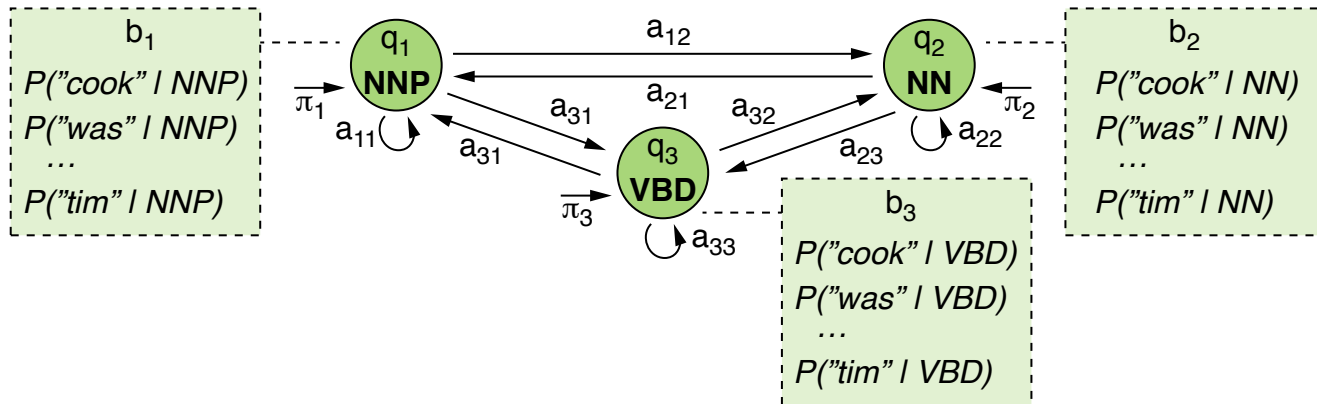 b1
P("cook" | NNP)
P("was" | NNP)
...
P("tim" | NNP)
q1
NNP
π1
a11
a12
a21
a31
a31
a32
a23
q2
NN
π2
a22
q3
VBD
π3
a33
b2
P("cook" | NN)
P("was" | NN)
...
P("tim" | NN)
b3
P("cook" | VBD)
P("was" | VBD)
...
P("tim" | VBD)